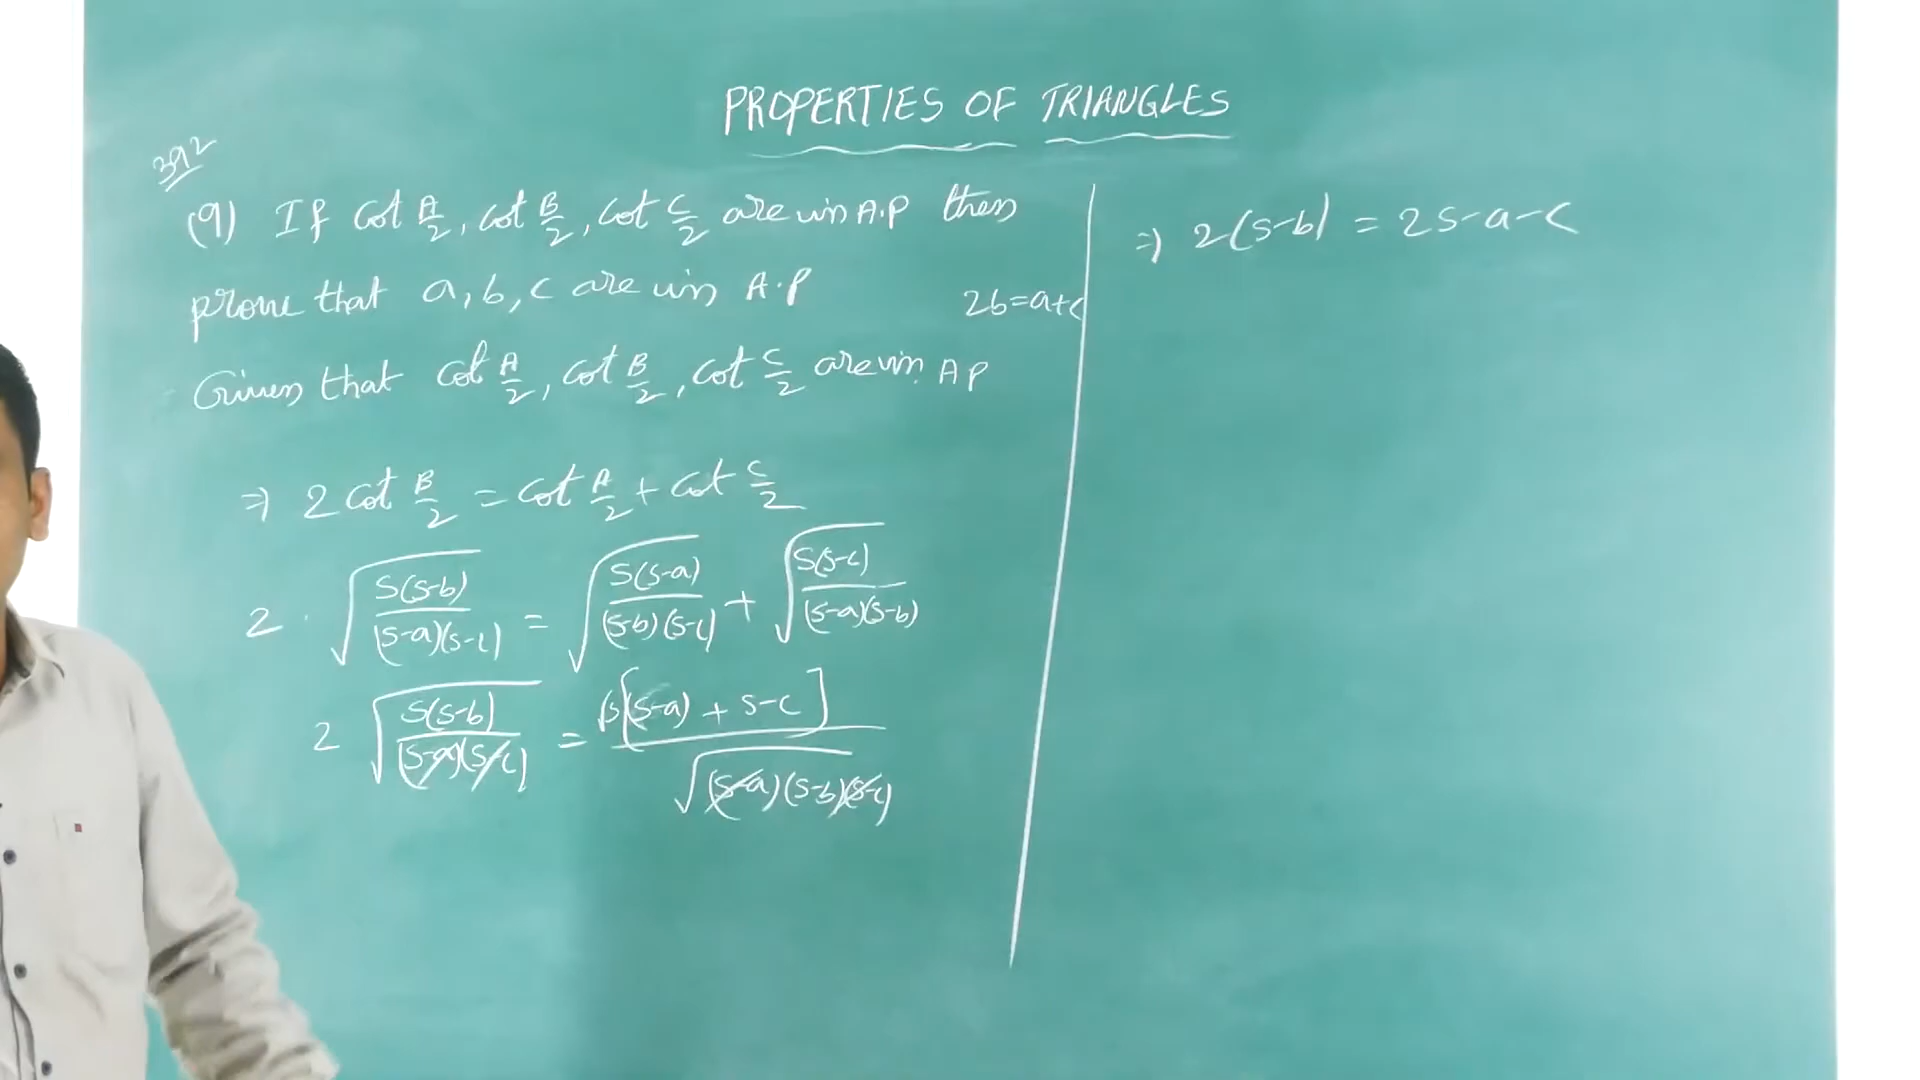 PROPERTIES OF TRIANGLES
(9) If cot A/2, cot B/2, cot C/2 are in A.P then
prove that a, b, c are in A.P
2b=a+c
Given that cot A/2, cot B/2, cot C/2 are in AP
⇒ 2 cot B/2 = cot A/2 + cot C/2
2 · √(S(S-b)/((S-a)(S-c))) = √(S(S-a)/((S-b)(S-c))) + √(S(S-c)/((S-a)(S-b)))
2 √(S(S-b)/((S-a)(S-c))) = √s[(S-a) + S-c] / √((S-a)(S-b)(S-c))
⇒ 2(S-b) = 2S-a-c